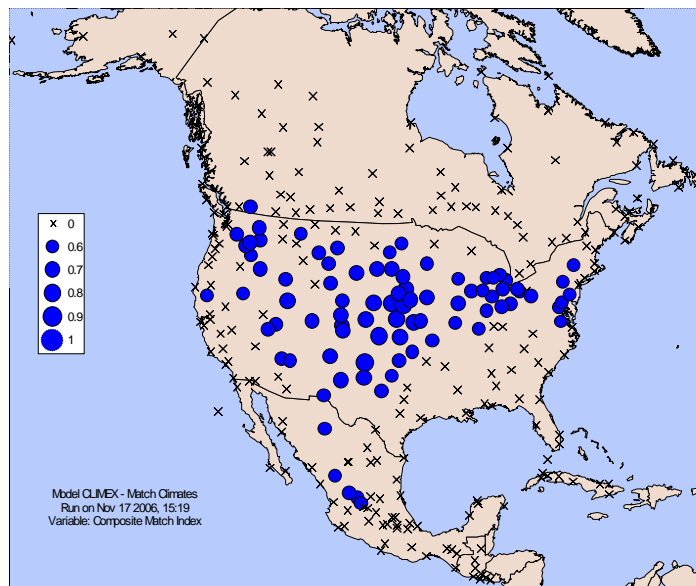 x 0
0.6
0.7
0.8
0.9
1
Model CLIMEX - Match Climates
Run on Nov 17 2006, 15:19
Variable: Composite Match Index